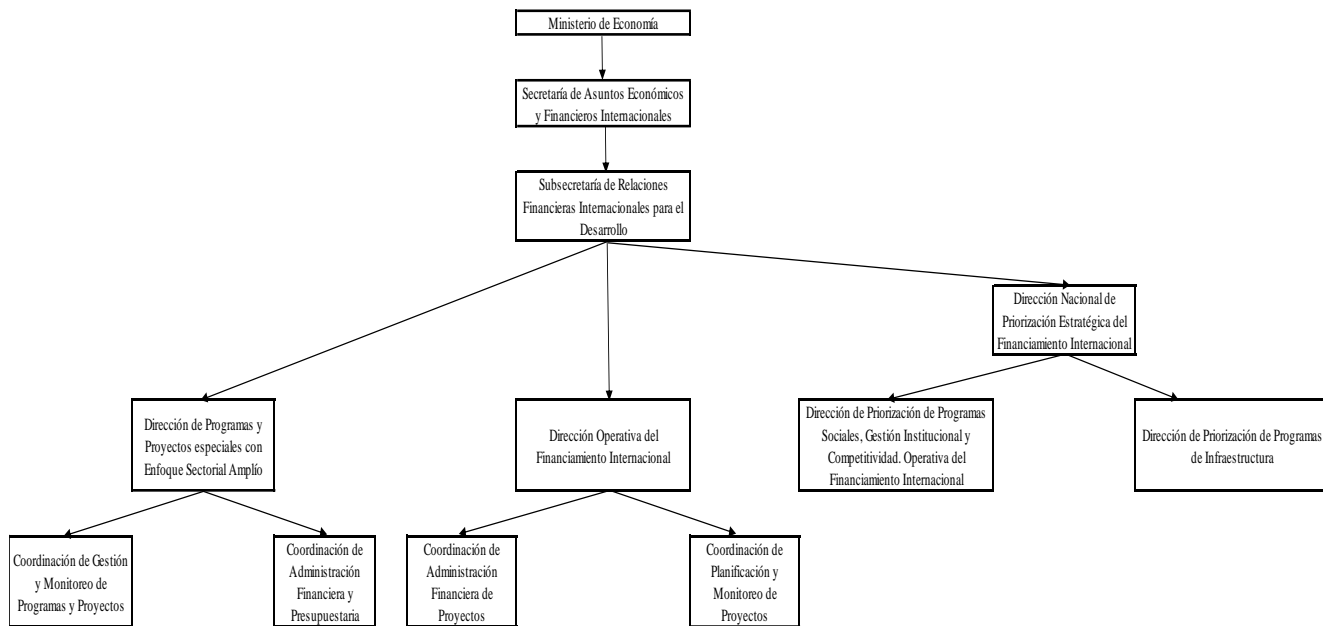 Ministerio de Economía
Secretaría de Asuntos Económicos
y Financieros Internacionales
Subsecretaría de Relaciones
Financieras Internacionales para el
Desarrollo
Dirección Nacional de
Priorización Estratégica del
Financiamiento Internacional
Dirección de Programas y
Proyectos especiales con
Enfoque Sectorial Amplío
Dirección Operativa del
Financiamiento Internacional
Dirección de Priorización de Programas
Sociales, Gestión Institucional y
Competitividad. Operativa del
Financiamiento Internacional
Dirección de Priorización de Programas
de Infraestructura
Coordinación de Gestión
y Monitoreo de
Programas y Proyectos
Coordinación de
Administración
Financiera y
Presupuestaria
Coordinación de
Administración
Financiera de
Proyectos
Coordinación de
Planificación y
Monitoreo de
Proyectos